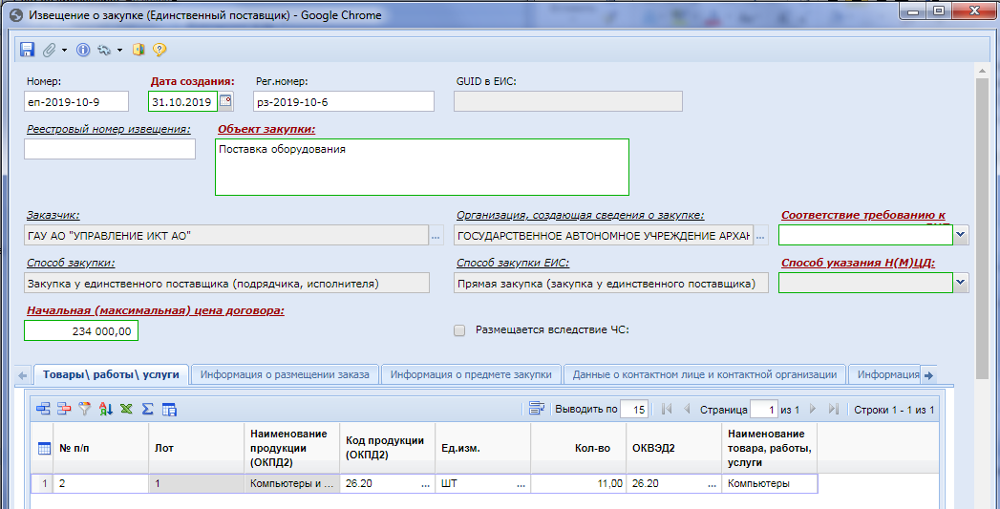 Извещение о закупке (Единственный поставщик) - Google Chrome
Номер: Дата создания: Рег.номер: GUID в ЕИС:
еп-2019-10-9 31.10.2019 рз-2019-10-6
Реестровый номер извещения: Объект закупки:
Поставка оборудования
Заказчик: Организация, создающая сведения о закупке: Соответствие требованию к
ГАУ АО "УПРАВЛЕНИЕ ИКТ АО" ... ГОСУДАРСТВЕННОЕ АВТОНОМНОЕ УЧРЕЖДЕНИЕ АРХАН ...
Способ закупки: Способ закупки ЕИС: Способ указания Н(М)ЦД:
Закупка у единственного поставщика (подрядчика, исполнителя) Прямая закупка (закупка у единственного поставщика)
Начальная (максимальная) цена договора:
234 000,00 Размещается вследствие ЧС:
Товары\ работы\ услуги Информация о размещении заказа Информация о предмете закупки Данные о контактном лице и контактной организации Информация
Выводить по 15 Страница 1 из 1 Строки 1 - 1 из 1
№ п/п Лот Наименование продукции (ОКПД2) Код продукции (ОКПД2) Ед.изм. Кол-во ОКВЭД2 Наименование товара, работы, услуги
1 2 1 Компьютеры и ... 26.20 ... ШТ ... 11,00 26.20 ... Компьютеры